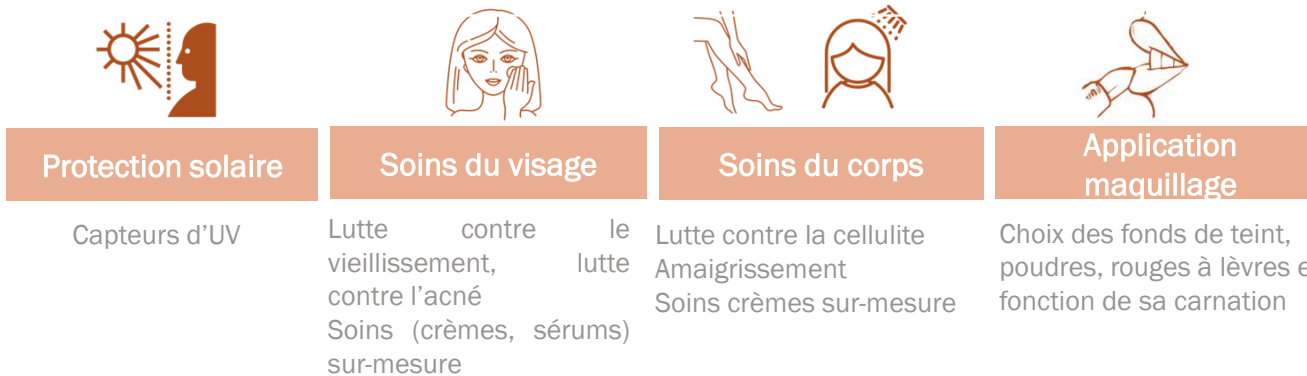 Protection solaire
Soins du visage
Soins du corps
Application
maquillage
Capteurs d'UV
Lutte contre le
vieillissement, lutte
contre l'acné
Soins (crèmes, sérums)
sur-mesure
Lutte contre la cellulite
Amaigrissement
Soins crèmes sur-mesure
Choix des fonds de teint,
poudres, rouges à lèvres
fonction de sa carnation